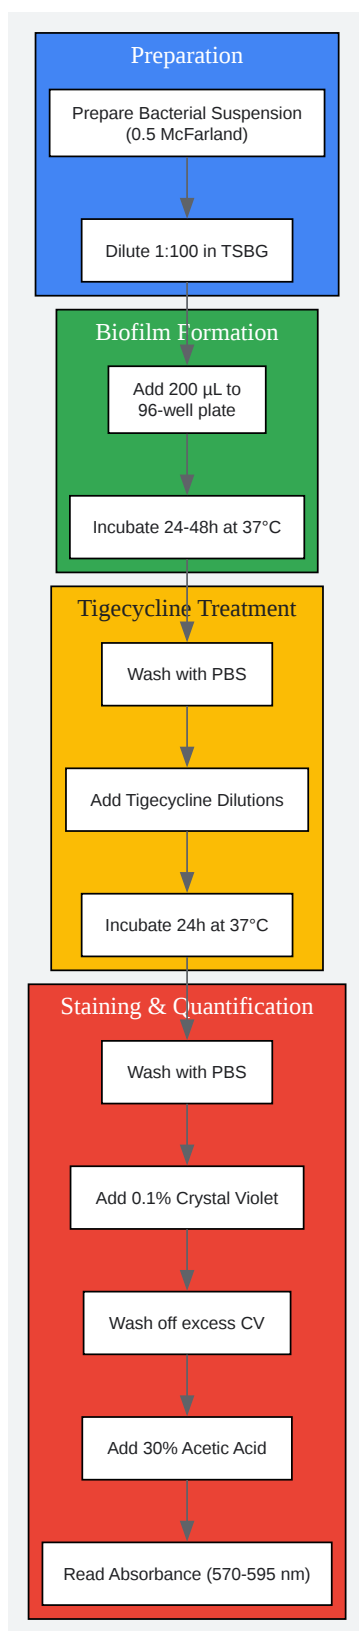 Preparation
Prepare Bacterial Suspension
(0.5 McFarland)
Dilute 1:100 in TSBG
Biofilm Formation
Add 200 µL to
96-well plate
Incubate 24-48h at 37°C
Tigecycline Treatment
Wash with PBS
Add Tigecycline Dilutions
Incubate 24h at 37°C
Staining & Quantification
Wash with PBS
Add 0.1% Crystal Violet
Wash off excess CV
Add 30% Acetic Acid
Read Absorbance (570-595 nm)